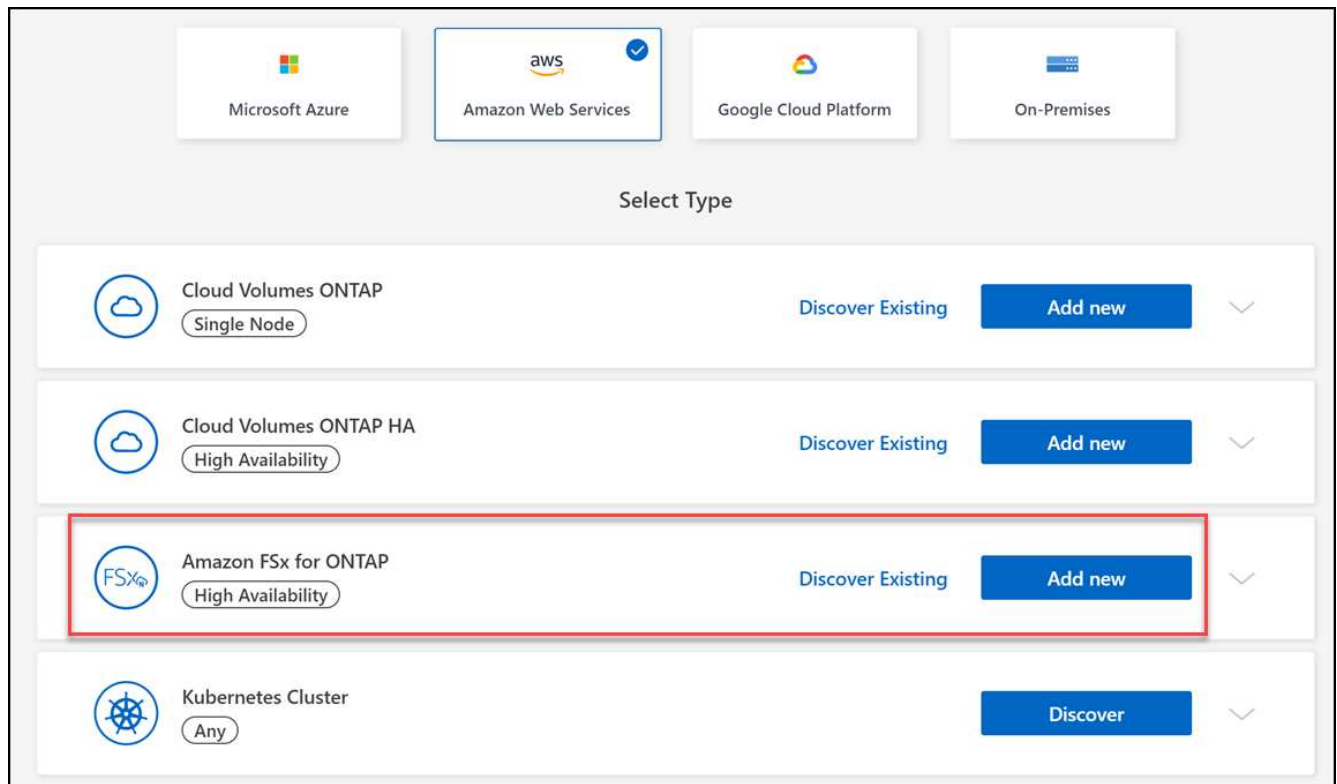 aws
Microsoft Azure
Amazon Web Services
Google Cloud Platform
On-Premises
Select Type
Cloud Volumes ONTAP
Single Node
Discover Existing
Add new
Cloud Volumes ONTAP HA
High Availability
Discover Existing
Add new
FSx
Amazon FSx for ONTAP
High Availability
Discover Existing
Add new
Kubernetes Cluster
Any
Discover